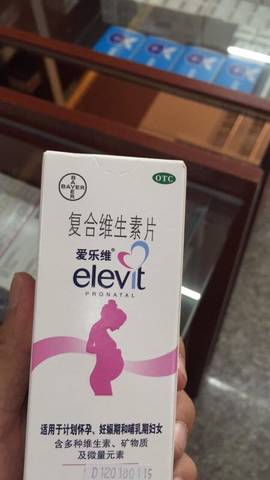 BAYER
BAYER
OTC
复合维生素片
爱乐维®
elevit
PRONATAL
适用于计划怀孕、妊娠期和哺乳期妇女
含多种维生素、矿物质
及微量元素
D120180115